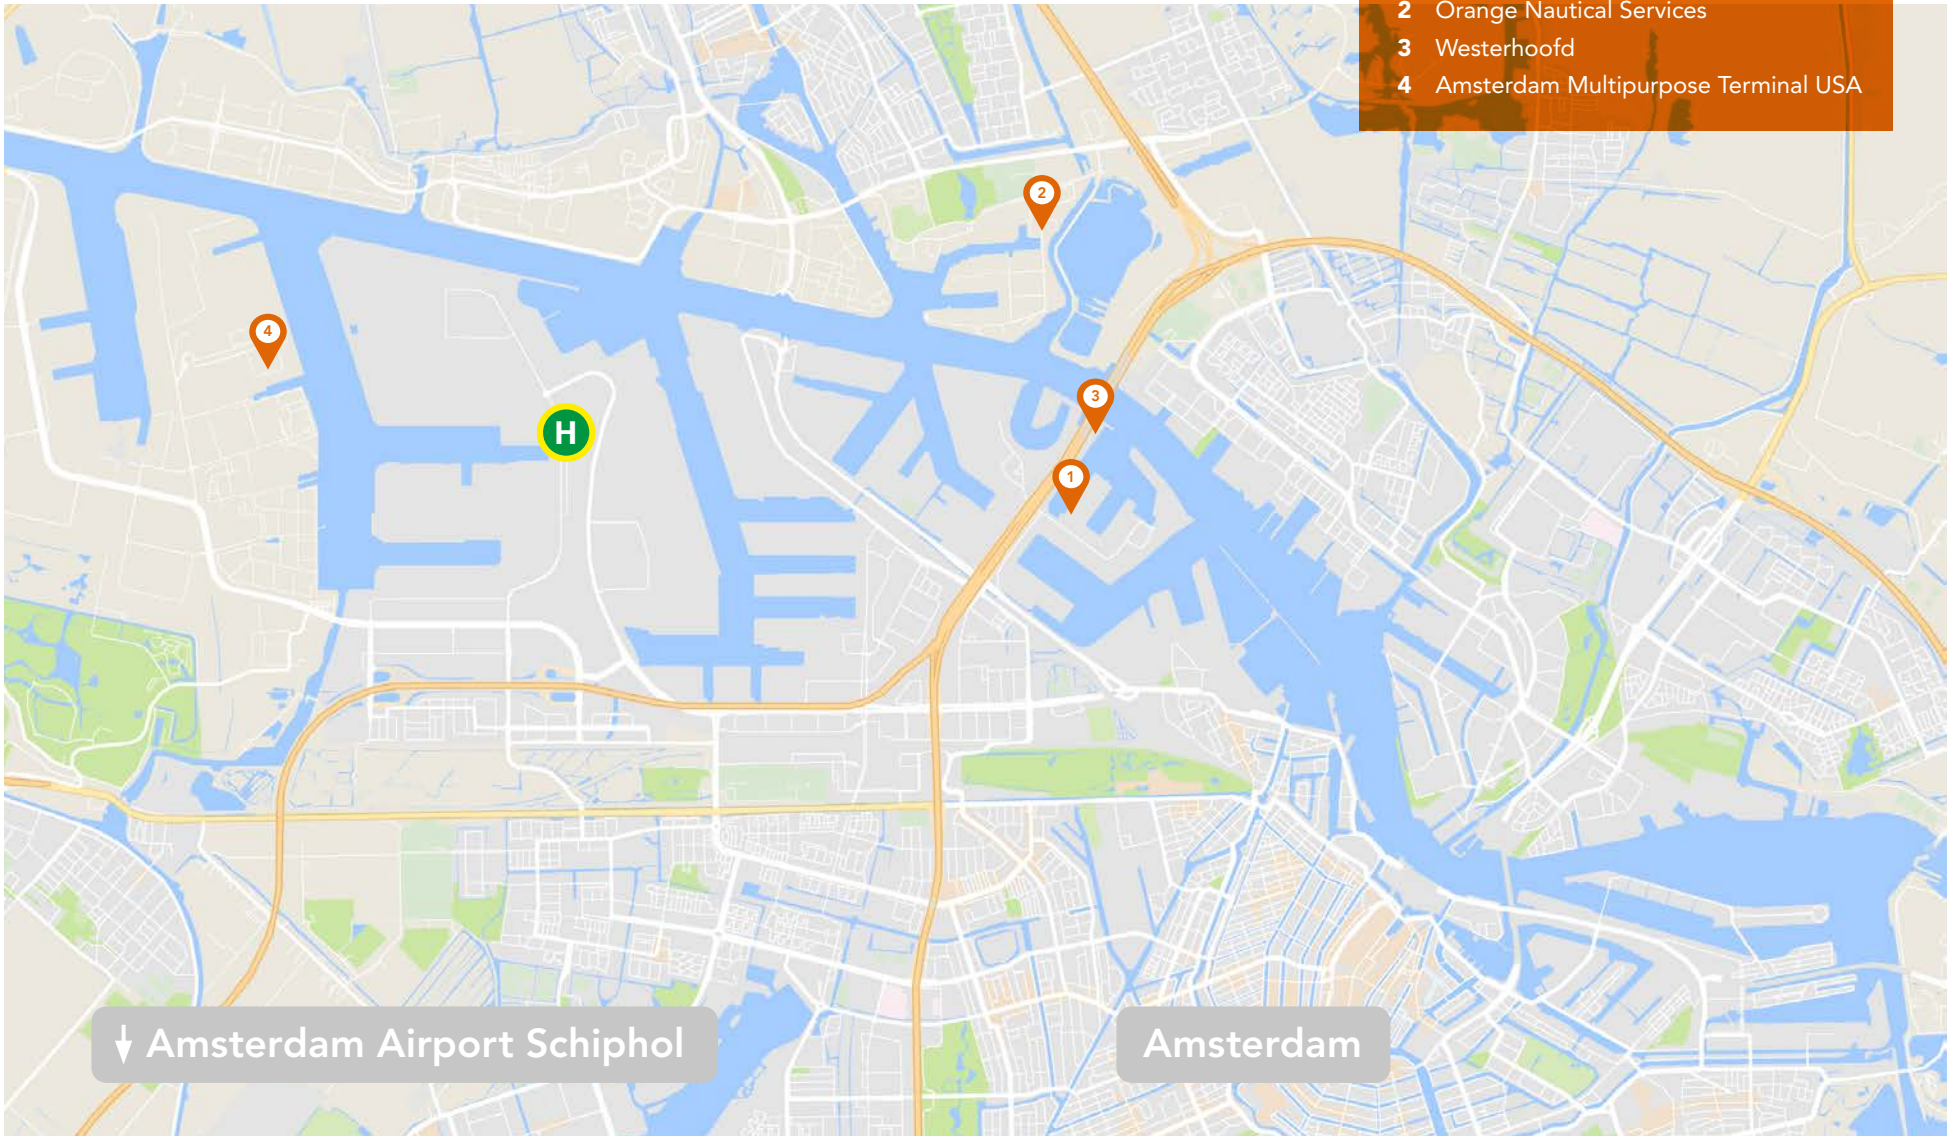 2 Orange Nautical Services
3 Westerhoofd
4 Amsterdam Multipurpose Terminal USA
2
4
H
3
1
Amsterdam Airport Schiphol
Amsterdam